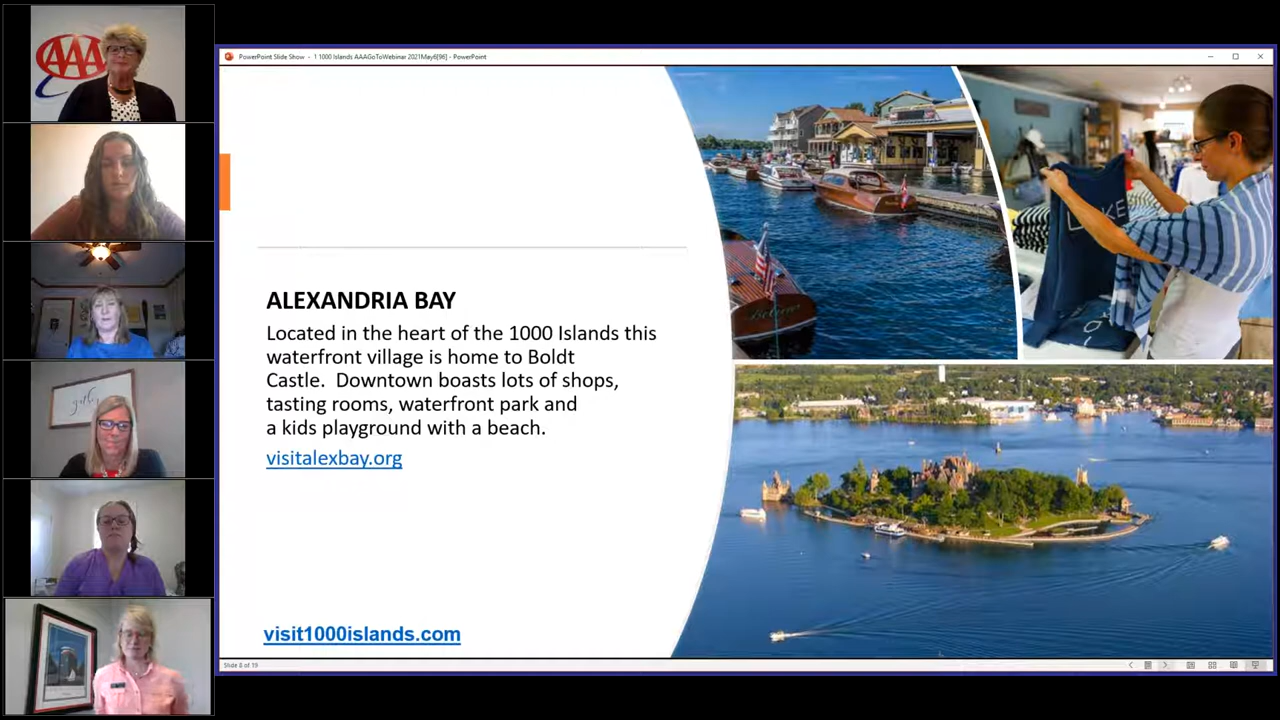 AAA
PowerPoint Slide Show - 1 1000 Islands AAAGoToWebinar 2021May6[96] - PowerPoint
gather
LAKE
ALEXANDRIA BAY
Located in the heart of the 1000 Islands this
waterfront village is home to Boldt
Castle. Downtown boasts lots of shops,
tasting rooms, waterfront park and
a kids playground with a beach.
visitalexbay.org
visit1000islands.com
Slide 8 of 19